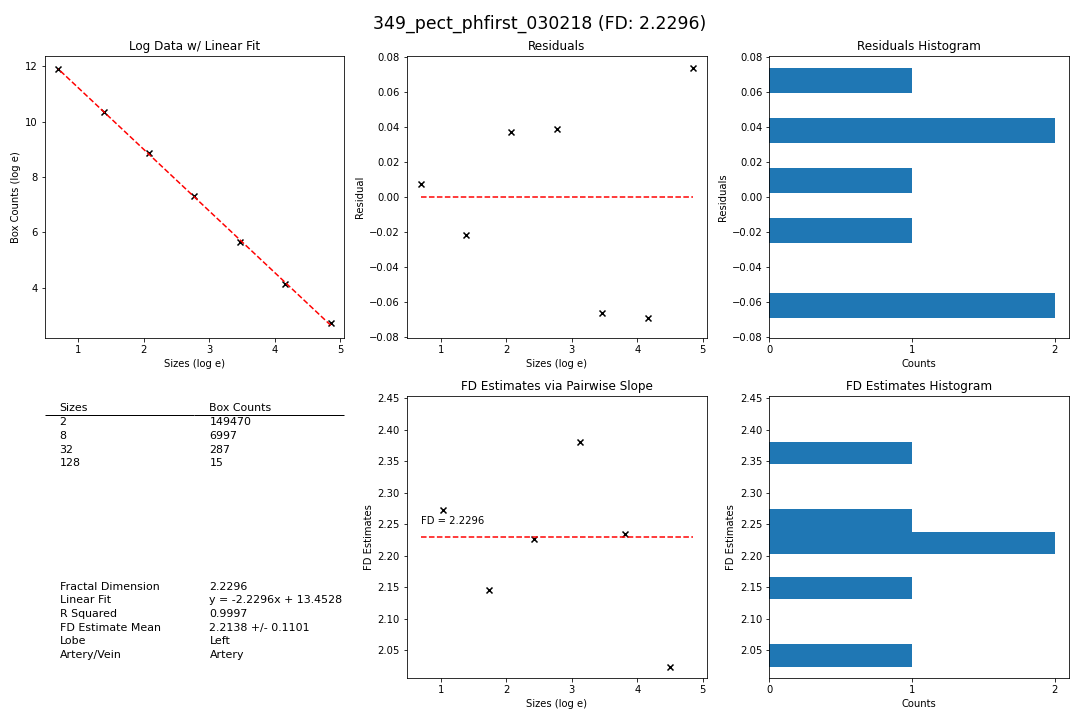 349_pect_phfirst_030218 (FD: 2.2296)
Log Data w/ Linear Fit
Box Counts (log e)
12
10
8
6
4
1 2 3 4 5
Sizes (log e)
Residuals
Residual
0.08
0.06
0.04
0.02
0.00
−0.02
−0.04
−0.06
−0.08
1 2 3 4 5
Sizes (log e)
Residuals Histogram
Residuals
0.08
0.06
0.04
0.02
0.00
−0.02
−0.04
−0.06
−0.08
0 1 2
Counts
Sizes Box Counts
2 149470
8 6997
32 287
128 15
Fractal Dimension 2.2296
Linear Fit y = -2.2296x + 13.4528
R Squared 0.9997
FD Estimate Mean 2.2138 +/- 0.1101
Lobe Left
Artery/Vein Artery
FD Estimates via Pairwise Slope
FD Estimates
2.45
2.40
2.35
2.30
2.25
2.20
2.15
2.10
2.05
FD = 2.2296
1 2 3 4 5
Sizes (log e)
FD Estimates Histogram
FD Estimates
2.45
2.40
2.35
2.30
2.25
2.20
2.15
2.10
2.05
0 1 2
Counts